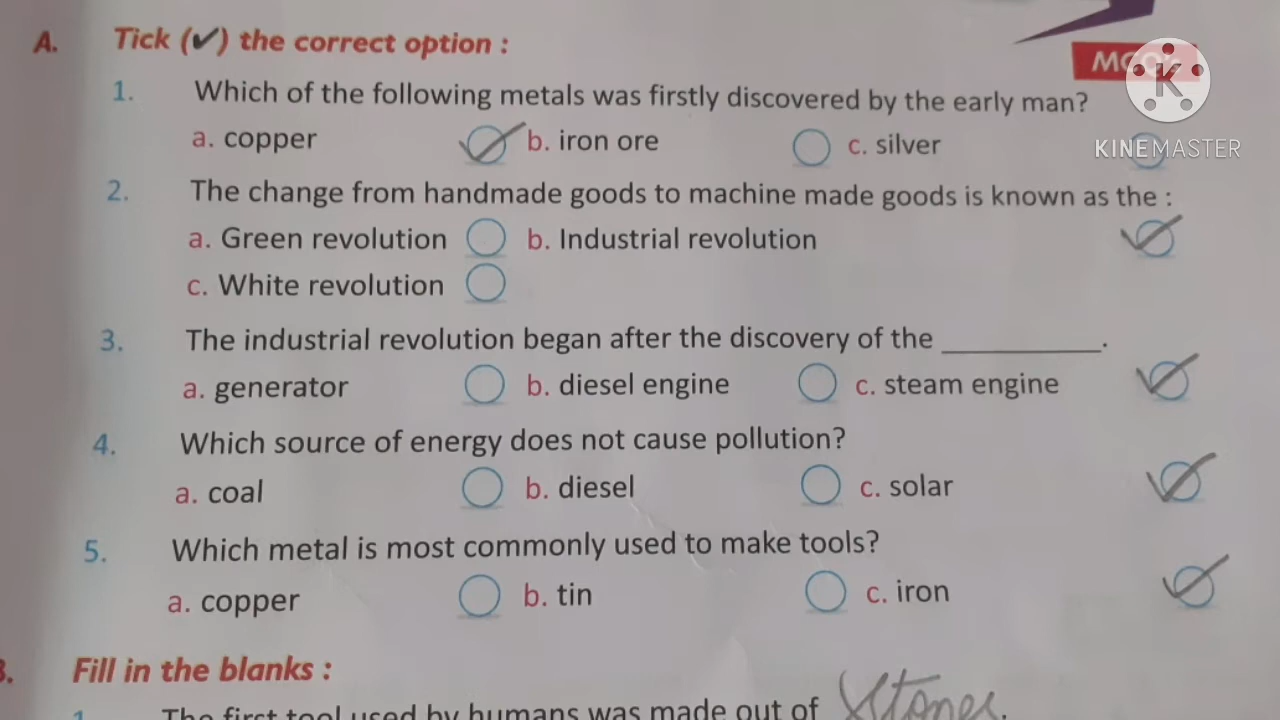 A. Tick (✔) the correct option :
MCQ's
KINEMASTER
1. Which of the following metals was firstly discovered by the early man?
a. copper b. iron ore c. silver
2. The change from handmade goods to machine made goods is known as the :
a. Green revolution b. Industrial revolution
c. White revolution
3. The industrial revolution began after the discovery of the __________.
a. generator b. diesel engine c. steam engine
4. Which source of energy does not cause pollution?
a. coal b. diesel c. solar
5. Which metal is most commonly used to make tools?
a. copper b. tin c. iron
B. Fill in the blanks :
1. The first tool used by humans was made out of Stones.